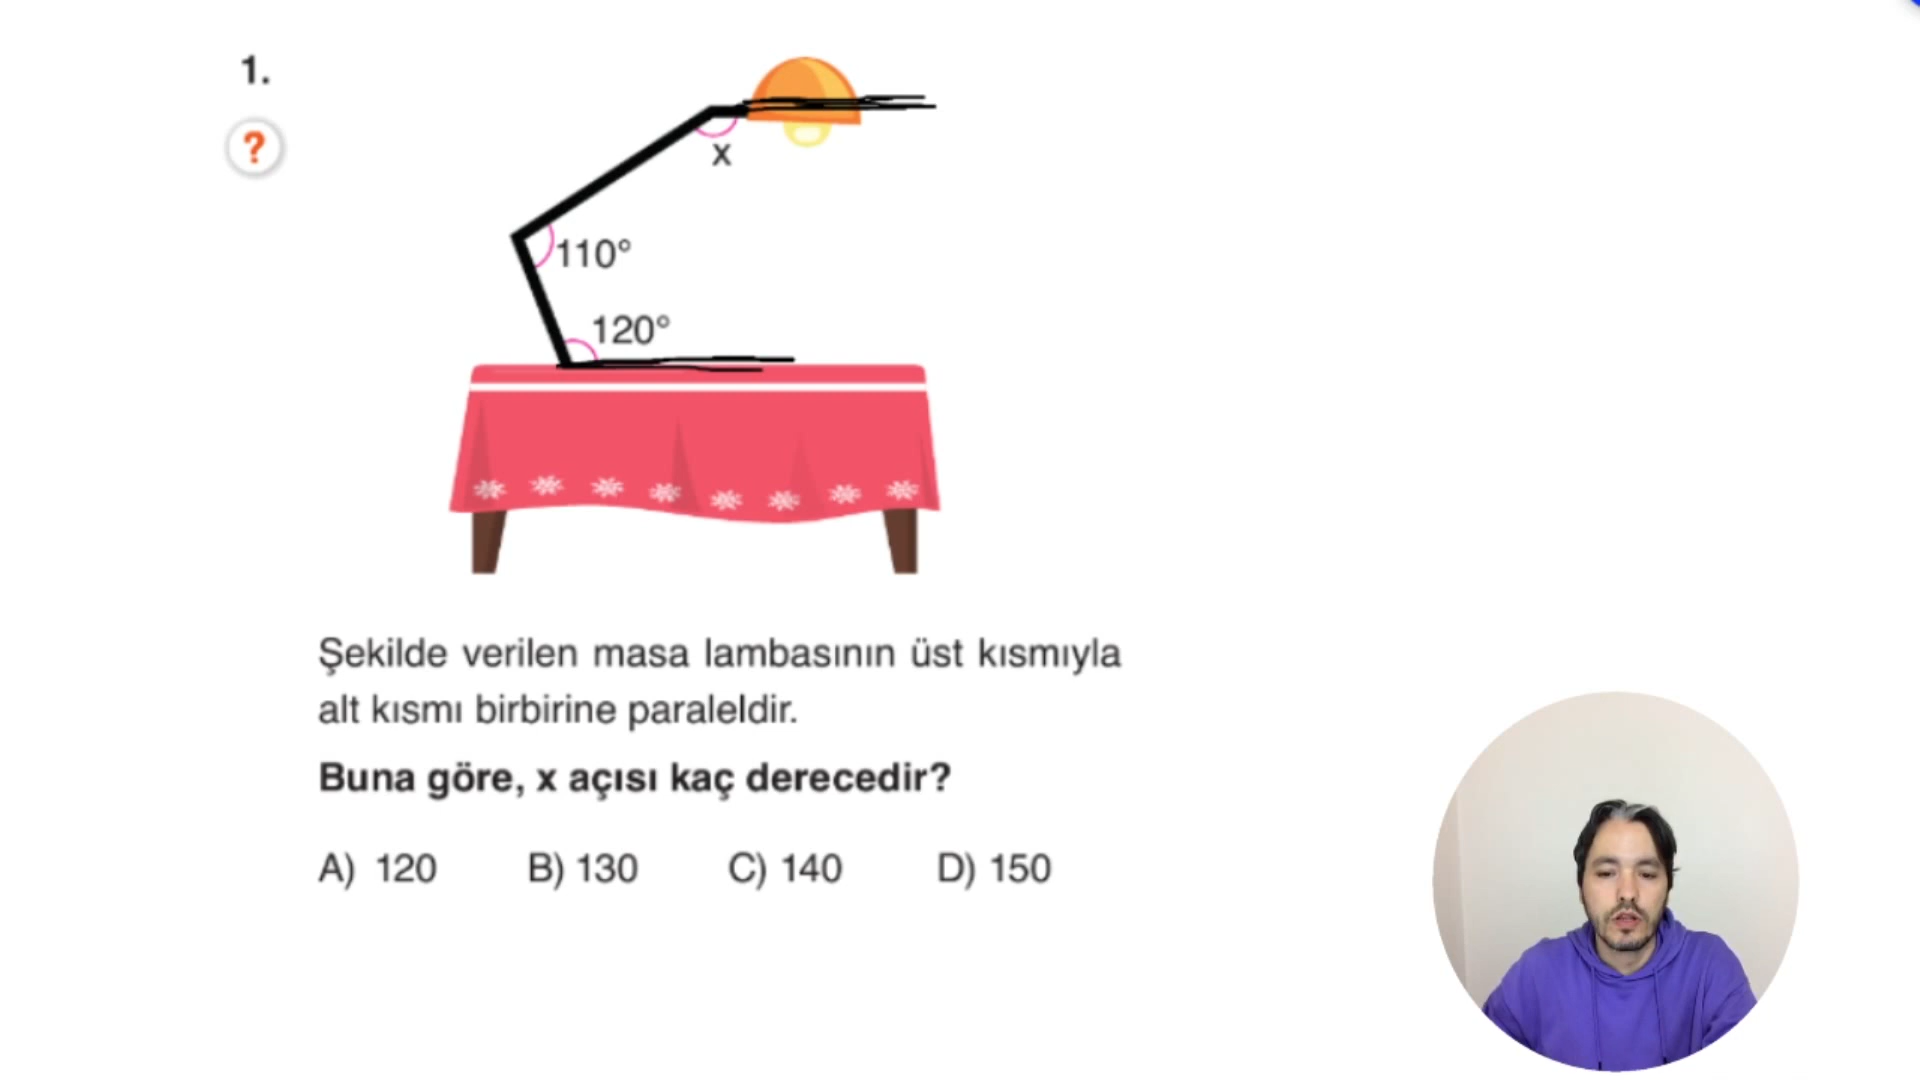 1.
?
x
110°
120°
Şekilde verilen masa lambasının üst kısmıyla
alt kısmı birbirine paraleldir.
Buna göre, x açısı kaç derecedir?
A) 120 B) 130 C) 140 D) 150